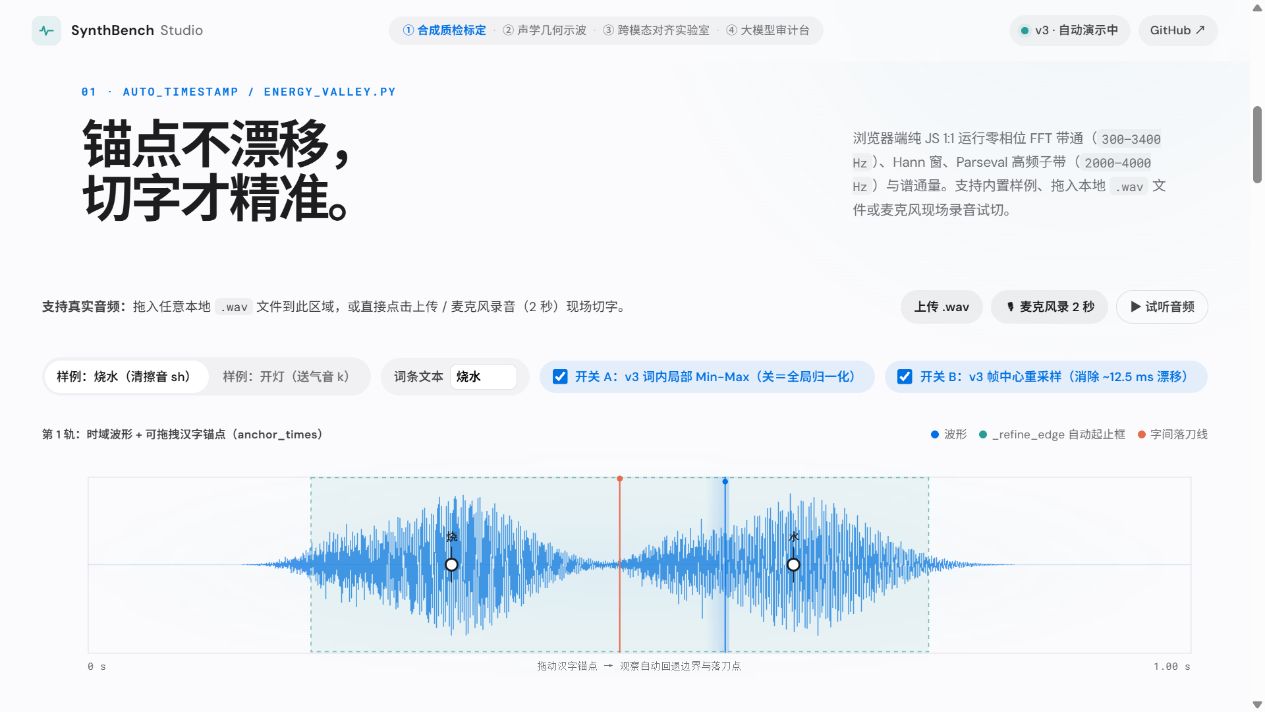 SynthBench Studio
① 合成质检标定 · ② 声学几何示波 · ③ 跨模态对齐实验室 · ④ 大模型审计台
v3 · 自动演示中
GitHub ↗
01 · AUTO_TIMESTAMP / ENERGY_VALLEY.PY
锚点不漂移，
切字才精准。
浏览器端纯 JS 1:1 运行零相位 FFT 带通（ 300–3400
Hz ）、Hann 窗、Parseval 高频子带（ 2000–4000
Hz ）与谱通量。支持内置样例、拖入本地 .wav 文
件或麦克风现场录音试切。
支持真实音频：拖入任意本地 .wav 文件到此区域，或直接点击上传 / 麦克风录音（2 秒）现场切字。
上传 .wav
🎙 麦克风录 2 秒
▶ 试听音频
样例：烧水（清擦音 sh）
样例：开灯（送气音 k）
词条文本 烧水
开关 A：v3 词内局部 Min-Max（关＝全局归一化）
开关 B：v3 帧中心重采样（消除 ~12.5 ms 漂移）
第 1 轨：时域波形 + 可拖拽汉字锚点（anchor_times）
波形
_refine_edge 自动起止框
字间落刀线
烧
水
0 s
拖动汉字锚点 → 观察自动回退边界与落刀点
1.00 s